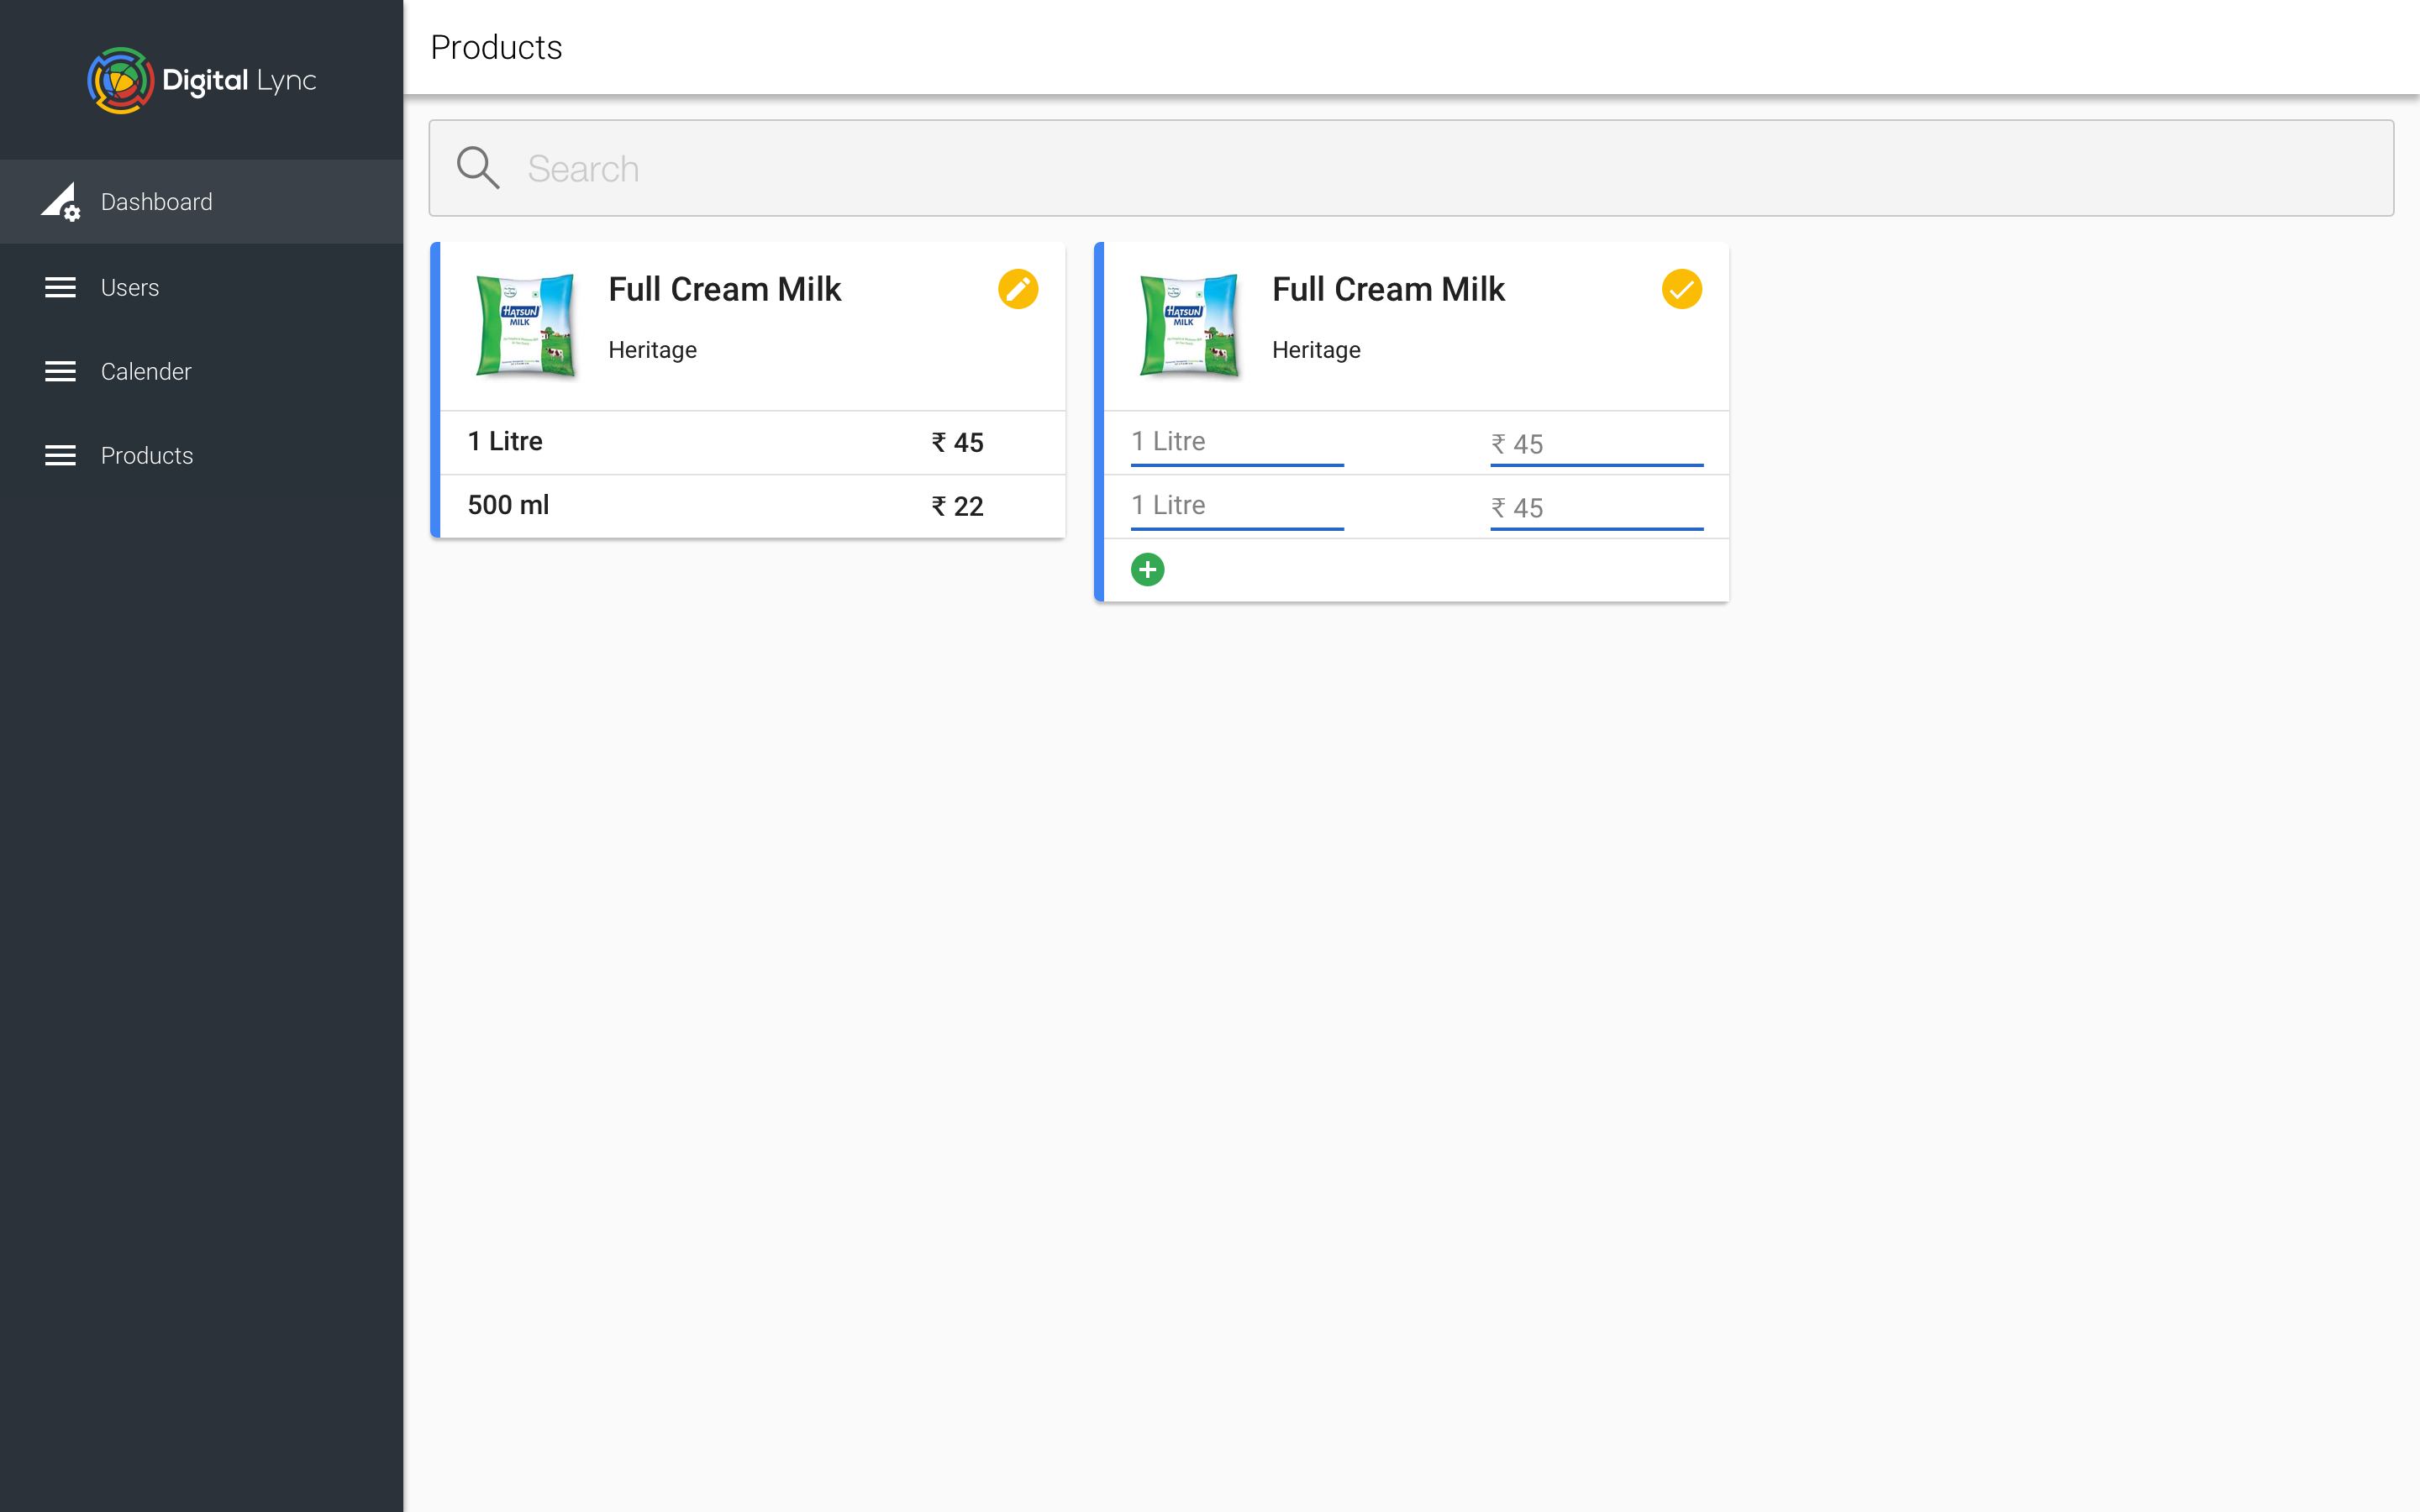 Digital Lync
Dashboard
Users
Calender
Products
Products
Search
Full Cream Milk
Heritage
HATSUN
MILK
1 Litre ₹ 45
500 ml ₹ 22
Full Cream Milk
Heritage
HATSUN
MILK
1 Litre ₹ 45
1 Litre ₹ 45